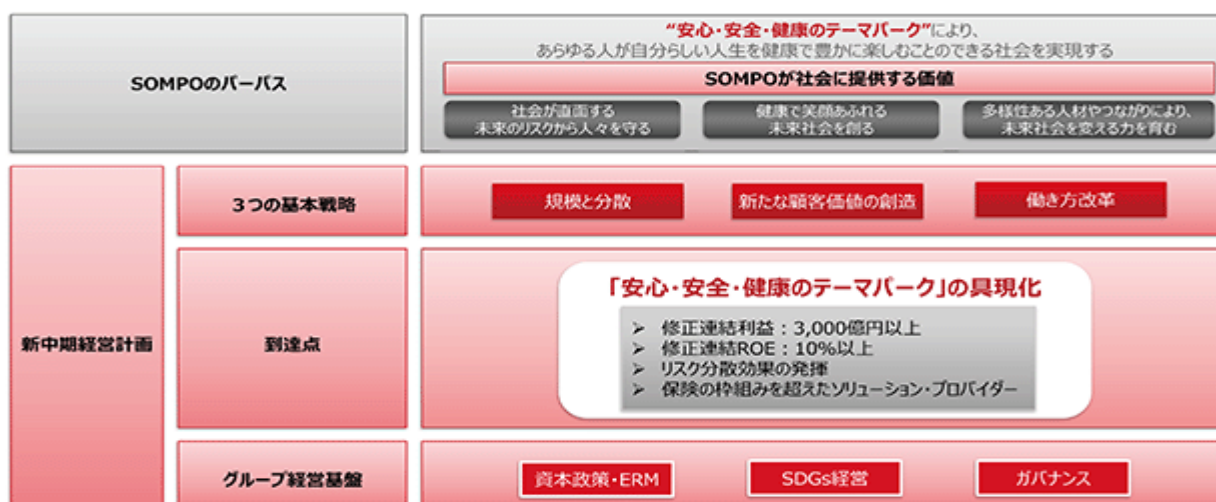 SOMPOのパーパス
“安心・安全・健康のテーマパーク”により、
あらゆる人が自分らしい人生を健康で豊かに楽しむことのできる社会を実現する
SOMPOが社会に提供する価値
社会が直面する
未来のリスクから人々を守る
健康で笑顔あふれる
未来社会を創る
多様性ある人材やつながりにより、
未来社会を変える力を育む
新中期経営計画
3つの基本戦略
規模と分散
新たな顧客価値の創造
働き方改革
到達点
「安心・安全・健康のテーマパーク」の具現化
➤ 修正連結利益：3,000億円以上
➤ 修正連結ROE：10%以上
➤ リスク分散効果の発揮
➤ 保険の枠組みを超えたソリューション・プロバイダー
グループ経営基盤
資本政策・ERM
SDGs経営
ガバナンス